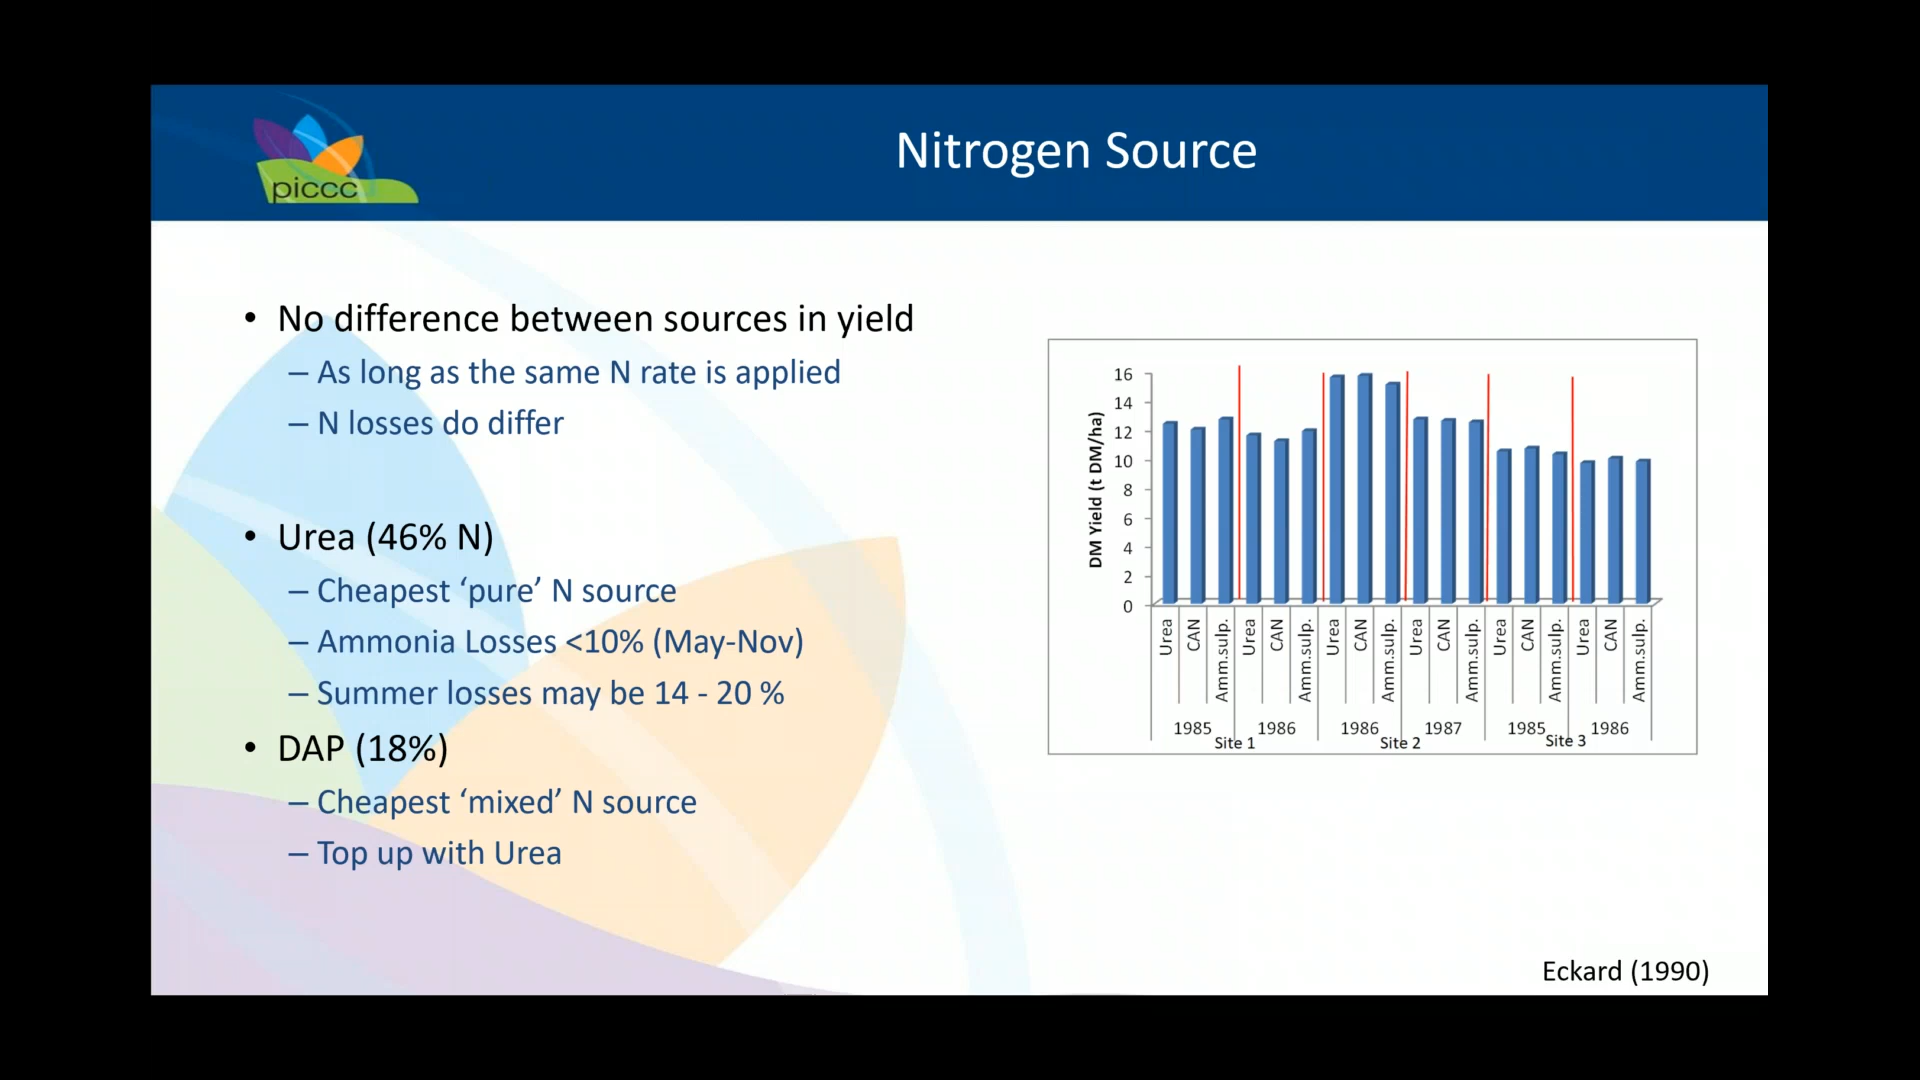 piccc
Nitrogen Source
• No difference between sources in yield
– As long as the same N rate is applied
– N losses do differ
• Urea (46% N)
– Cheapest ‘pure’ N source
– Ammonia Losses <10% (May-Nov)
– Summer losses may be 14 - 20 %
• DAP (18%)
– Cheapest ‘mixed’ N source
– Top up with Urea
DM Yield (t DM/ha)
16
14
12
10
8
6
4
2
0
Urea CAN Amm.sulp. Urea CAN Amm.sulp. Urea CAN Amm.sulp. Urea CAN Amm.sulp. Urea CAN Amm.sulp. Urea CAN Amm.sulp.
1985 1986 1986 1987 1985 1986
Site 1 Site 2 Site 3
Eckard (1990)